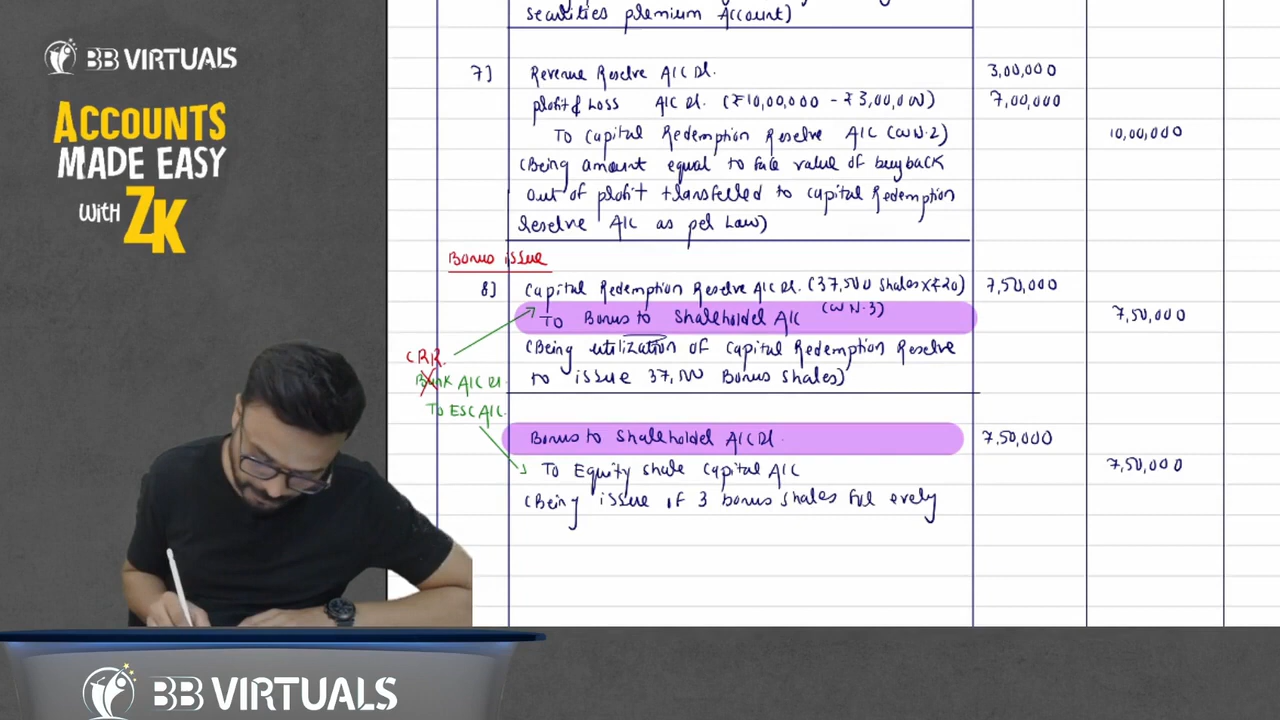 BB VIRTUALS
ACCOUNTS
MADE EASY
WITH ZK
securities premium Account)
7] Revenue Reserve A/C Dr. 3,00,000
Profit & Loss A/C Dr. (₹10,00,000 - ₹3,00,000) 7,00,000
To Capital Redemption Reserve A/C (WN.2) 10,00,000
(Being amount equal to face value of buyback
out of profit transferred to Capital Redemption
Reserve A/C as per Law)
Bonus issue
8] Capital Redemption Reserve A/C Dr. (37,500 shares x ₹20) 7,50,000
To Bonus to Shareholder A/C (WN.3) 7,50,000
(Being utilization of Capital Redemption Reserve
to issue 37,500 Bonus shares)
CRR
Bank A/C Dr.
To ESC A/C.
Bonus to Shareholder A/C Dr. 7,50,000
To Equity share Capital A/C 7,50,000
(Being issue of 3 bonus shares for every
BB VIRTUALS